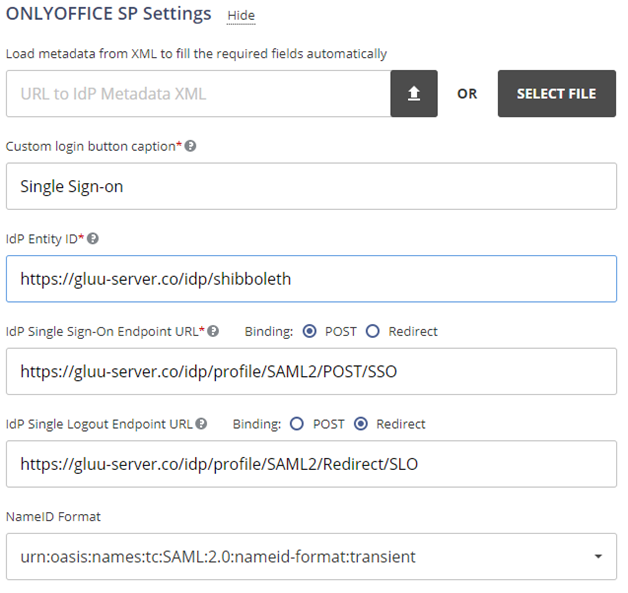 ONLYOFFICE SP Settings Hide
Load metadata from XML to fill the required fields automatically
URL to IdP Metadata XML OR SELECT FILE
Custom login button caption* ?
Single Sign-on
IdP Entity ID* ?
https://gluu-server.co/idp/shibboleth
IdP Single Sign-On Endpoint URL* ? Binding: POST Redirect
https://gluu-server.co/idp/profile/SAML2/POST/SSO
IdP Single Logout Endpoint URL ? Binding: POST Redirect
https://gluu-server.co/idp/profile/SAML2/Redirect/SLO
NameID Format
urn:oasis:names:tc:SAML:2.0:nameid-format:transient